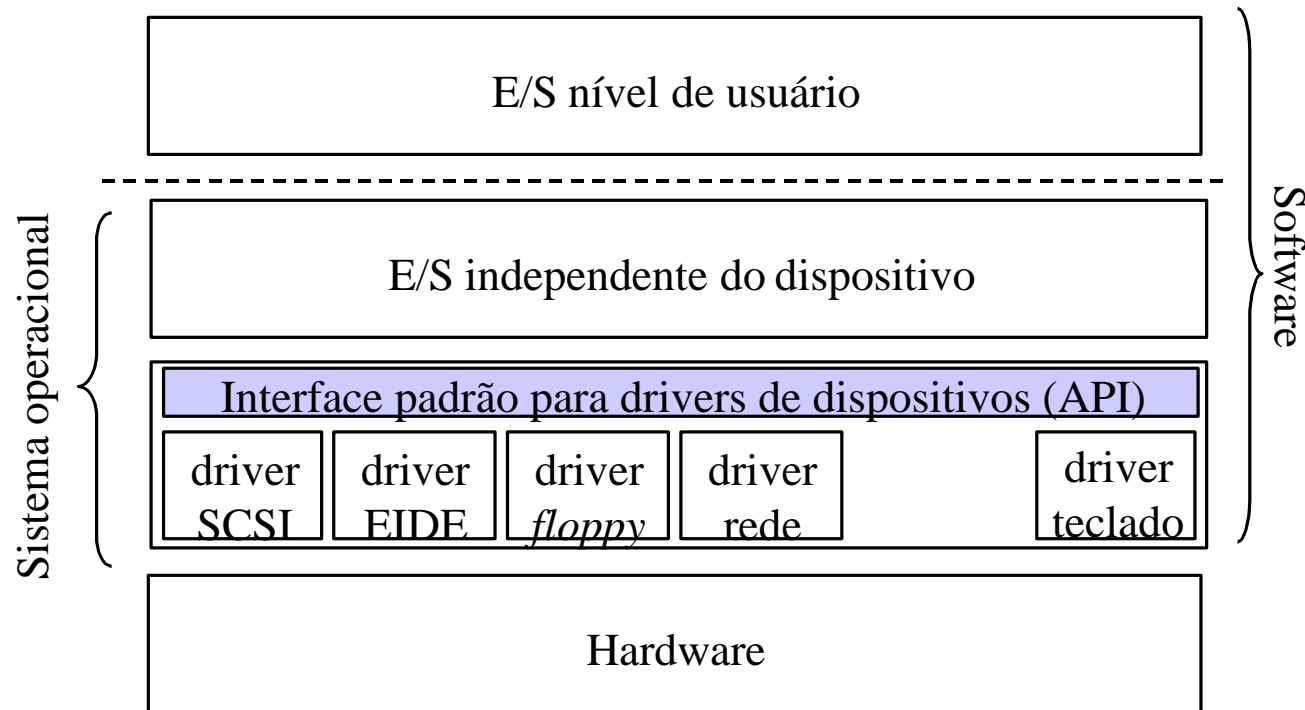 E/S nível de usuário
Sistema operacional
Software
E/S independente do dispositivo
Interface padrão para drivers de dispositivos (API)
driver
SCSI
driver
EIDE
driver
floppy
driver
rede
driver
teclado
Hardware